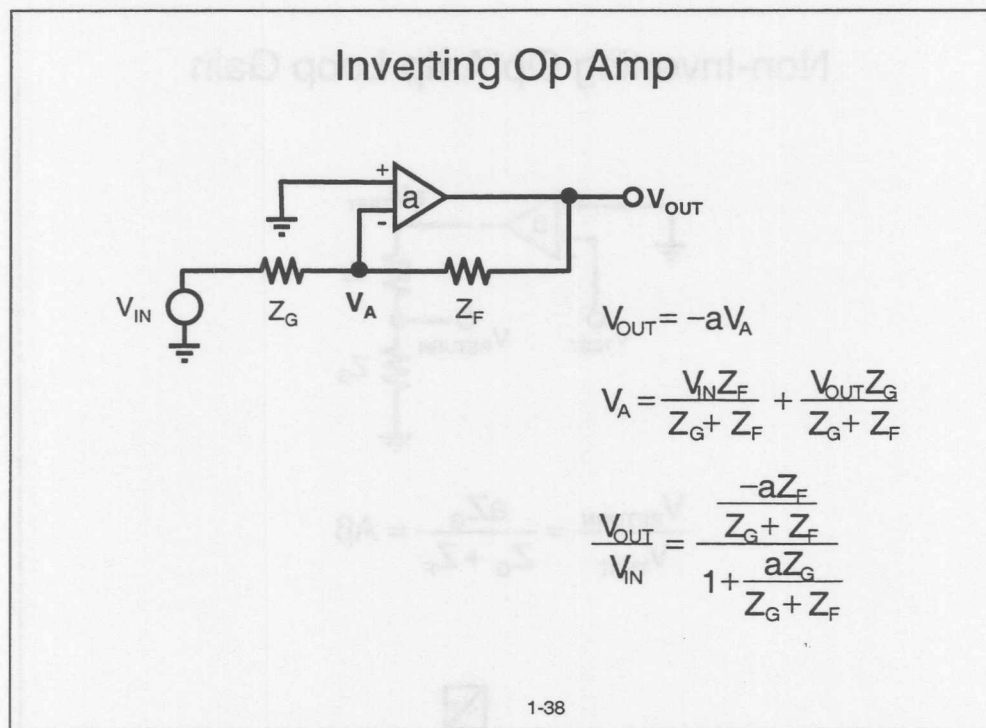 Inverting Op Amp
+
a
-
V_OUT
V_IN
Z_G
V_A
Z_F
V_OUT = −aV_A
V_A = V_IN Z_F / (Z_G + Z_F) + V_OUT Z_G / (Z_G + Z_F)
V_OUT / V_IN = (−aZ_F / (Z_G + Z_F)) / (1 + aZ_G / (Z_G + Z_F))
1-38